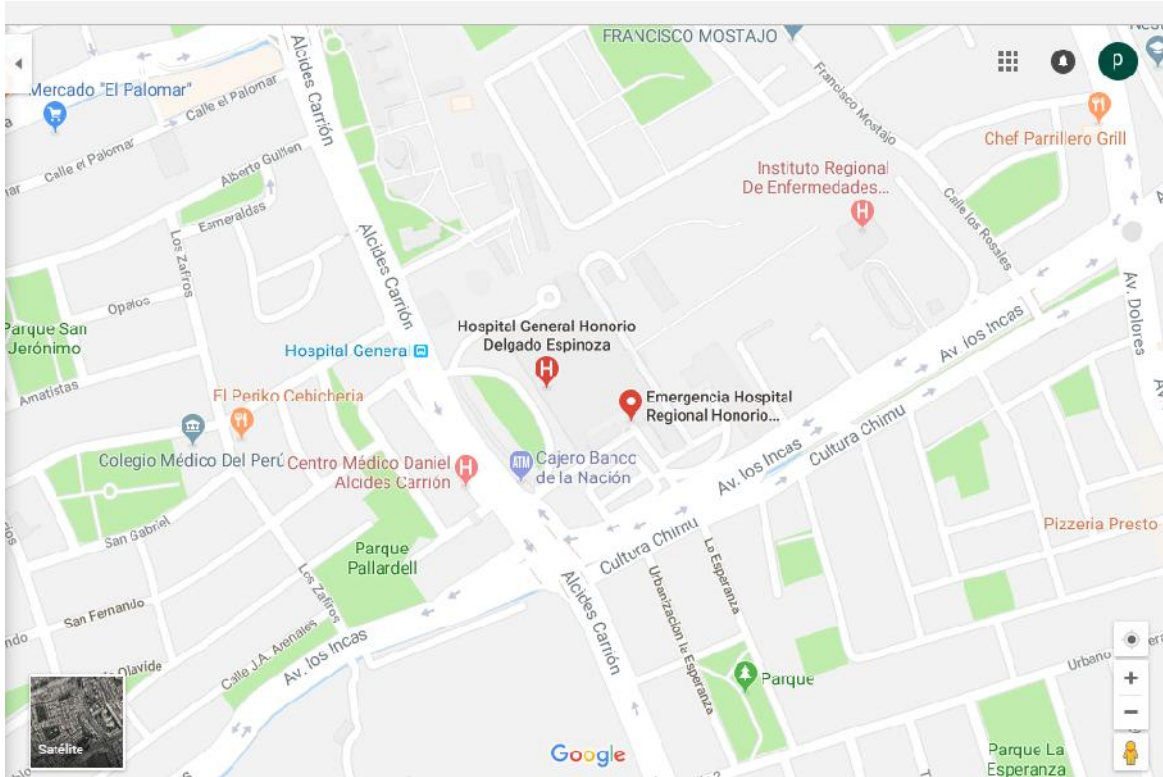 FRANCISCO MOSTAJO
Mercado "El Palomar"
Calle el Palomar
Calle el Palomar
Alcides Carrión
Francisco Mostajo
p
Chef Parrillero Grill
Instituto Regional
De Enfermedades...
Alberto Guillen
Esmeraldas
Los Zafiros
Alcides Carrión
Calle los Rosales
Opalos
Parque San
Jerónimo
Hospital General
Hospital General Honorio
Delgado Espinoza
Av. los Incas
Av. Dolores
Amatistas
El Periko Cebicheria
Emergencia Hospital
Regional Honorio...
Colegio Médico Del Perú
Centro Médico Daniel
Alcides Carrión
ATM
Cajero Banco
de la Nación
Av. los Incas
Cultura Chimu
San Gabriel
Parque
Pallardell
Cultura Chimu
Pizzeria Presto
Los Zafiros
Alcides Carrión
Urbanizacion la Esperanza
La Esperanza
San Fernando
Calle J.A. Arenales
Av. los Incas
Olavide
Parque
Satélite
Google
Parque La
Esperanza